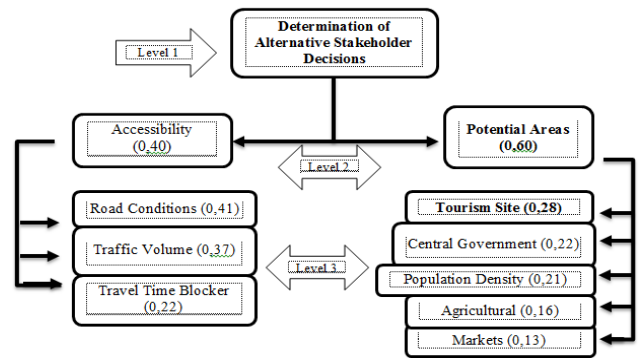 Determination of
Alternative Stakeholder
Decisions
Level 1
Accessibility
(0,40)
Potential Areas
(0,60)
Level 2
Road Conditions (0,41)
Traffic Volume (0,37)
Travel Time Blocker
(0,22)
Level 3
Tourism Site (0,28)
Central Government (0,22)
Population Density (0,21)
Agricultural (0,16)
Markets (0,13)